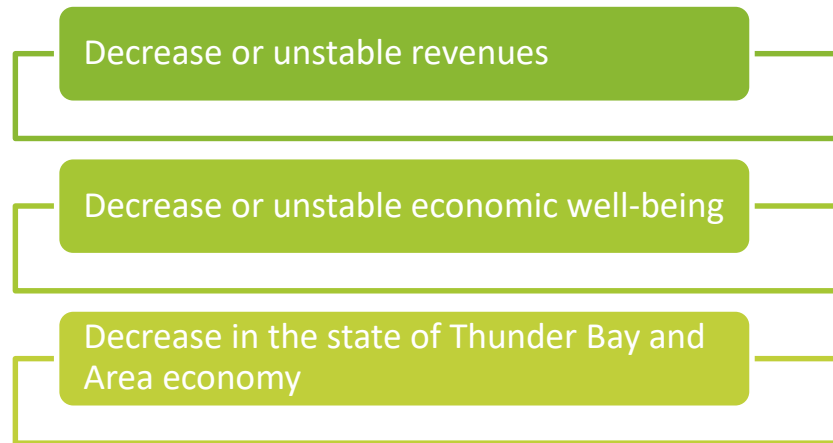 Decrease or unstable revenues
Decrease or unstable economic well-being
Decrease in the state of Thunder Bay and
Area economy